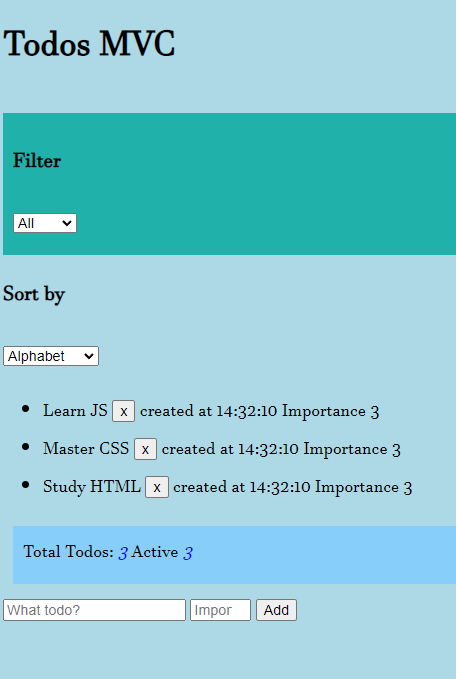 Todos MVC
Filter
All
Sort by
Alphabet
Learn JS x created at 14:32:10 Importance 3
Master CSS x created at 14:32:10 Importance 3
Study HTML x created at 14:32:10 Importance 3
Total Todos: 3 Active 3
What todo? Impor Add